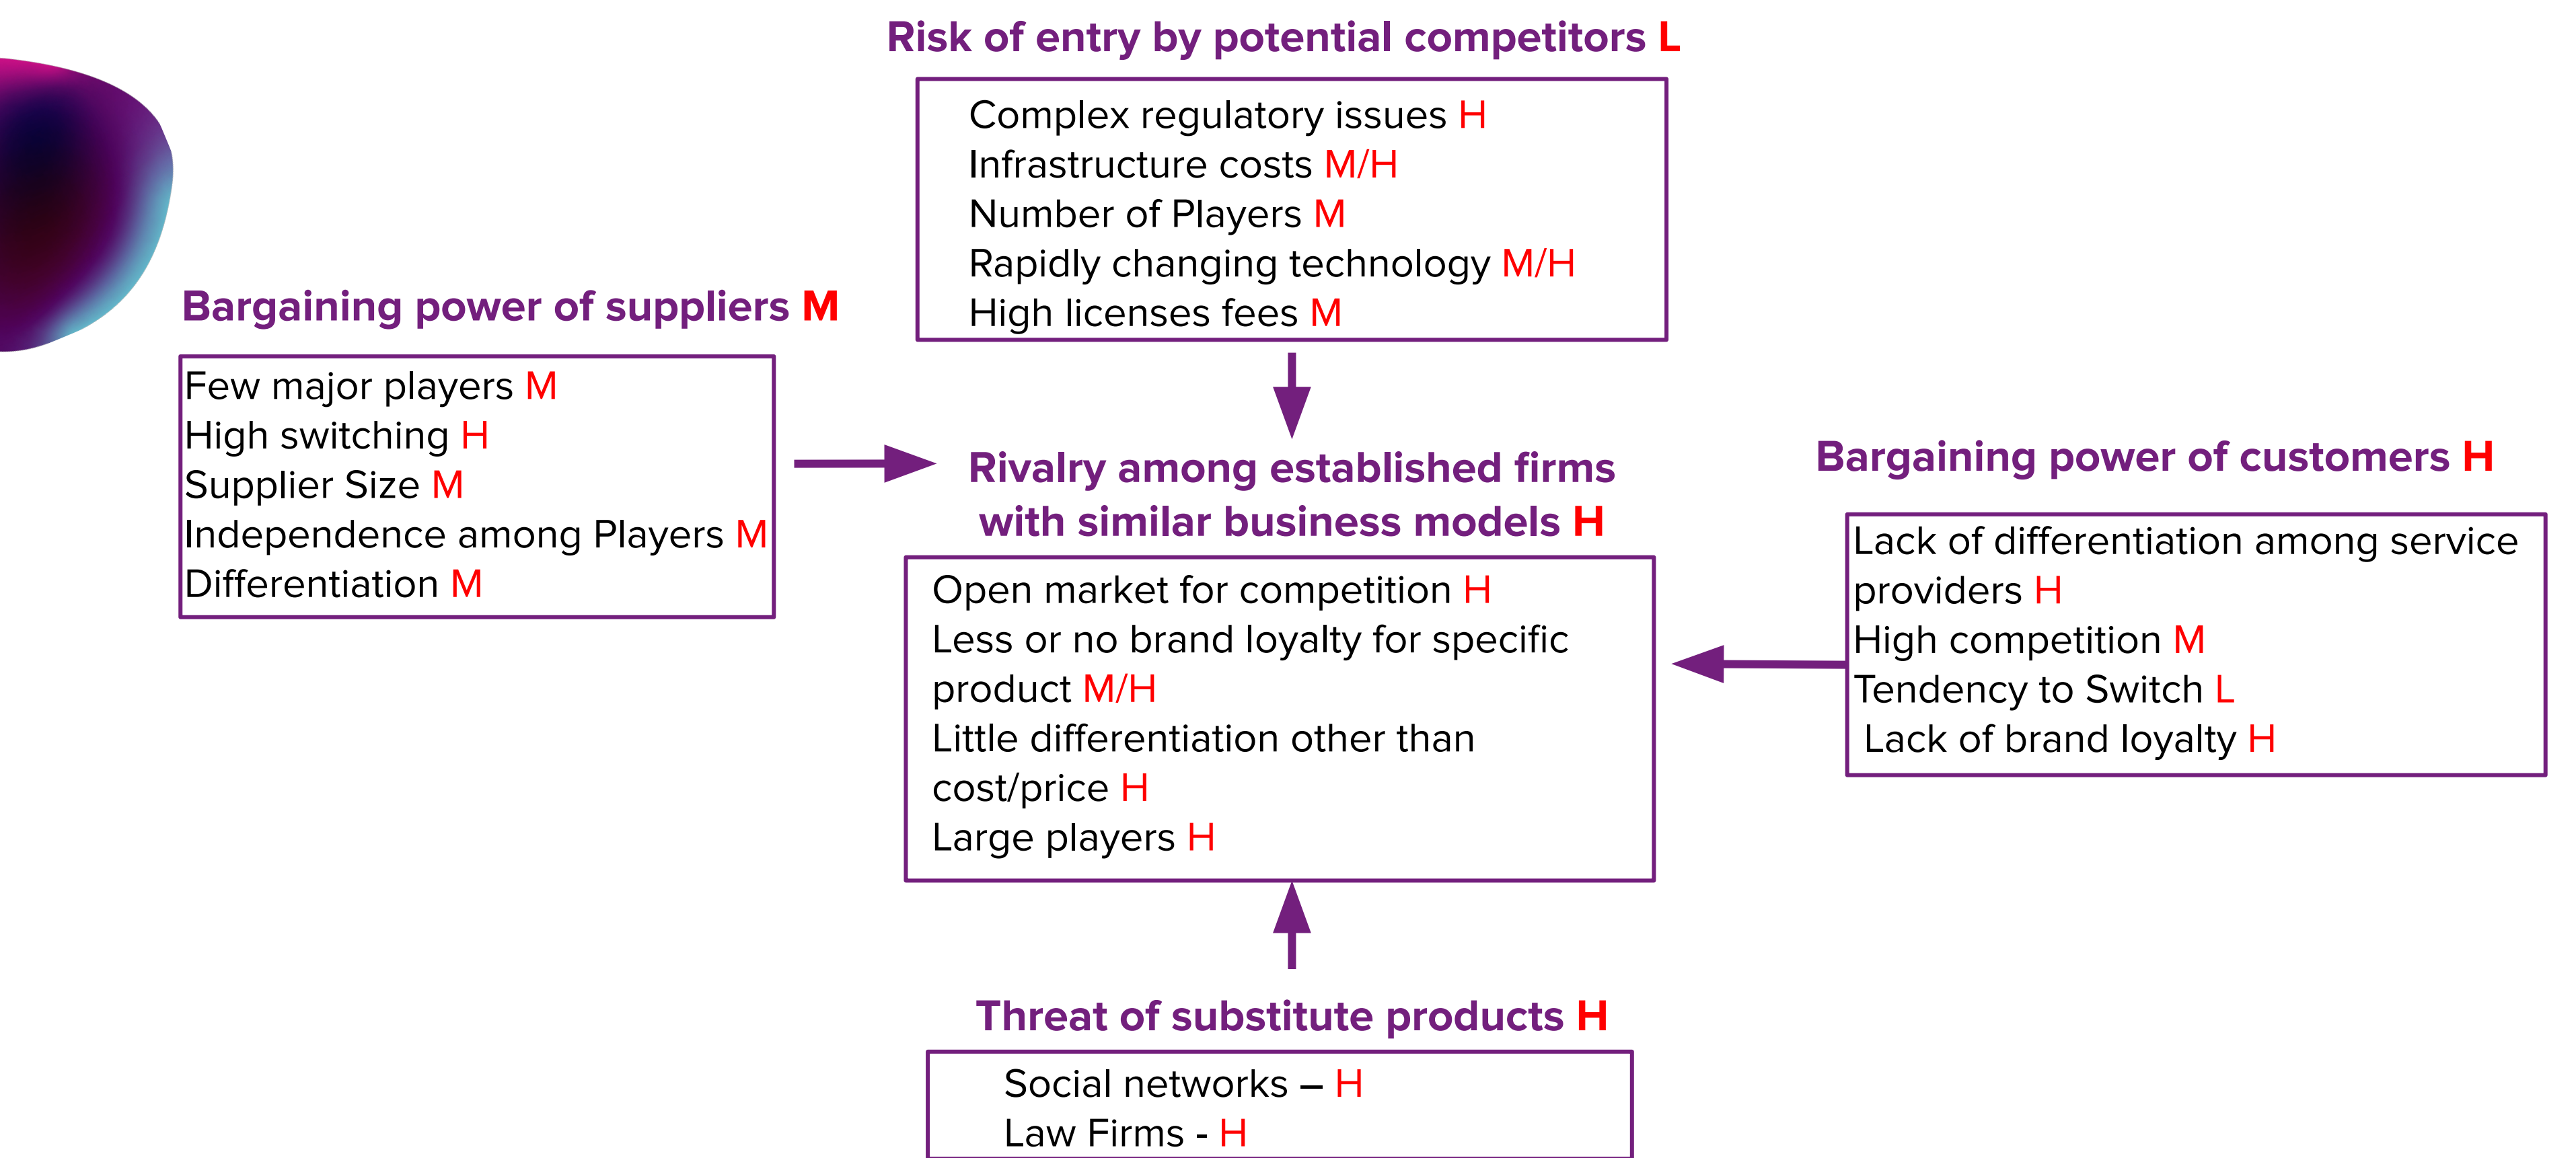 Risk of entry by potential competitors L
Complex regulatory issues H
Infrastructure costs M/H
Number of Players M
Rapidly changing technology M/H
High licenses fees M
Bargaining power of suppliers M
Few major players M
High switching H
Supplier Size M
Independence among Players M
Differentiation M
Rivalry among established firms
with similar business models H
Open market for competition H
Less or no brand loyalty for specific
product M/H
Little differentiation other than
cost/price H
Large players H
Bargaining power of customers H
Lack of differentiation among service
providers H
High competition M
Tendency to Switch L
Lack of brand loyalty H
Threat of substitute products H
Social networks – H
Law Firms - H